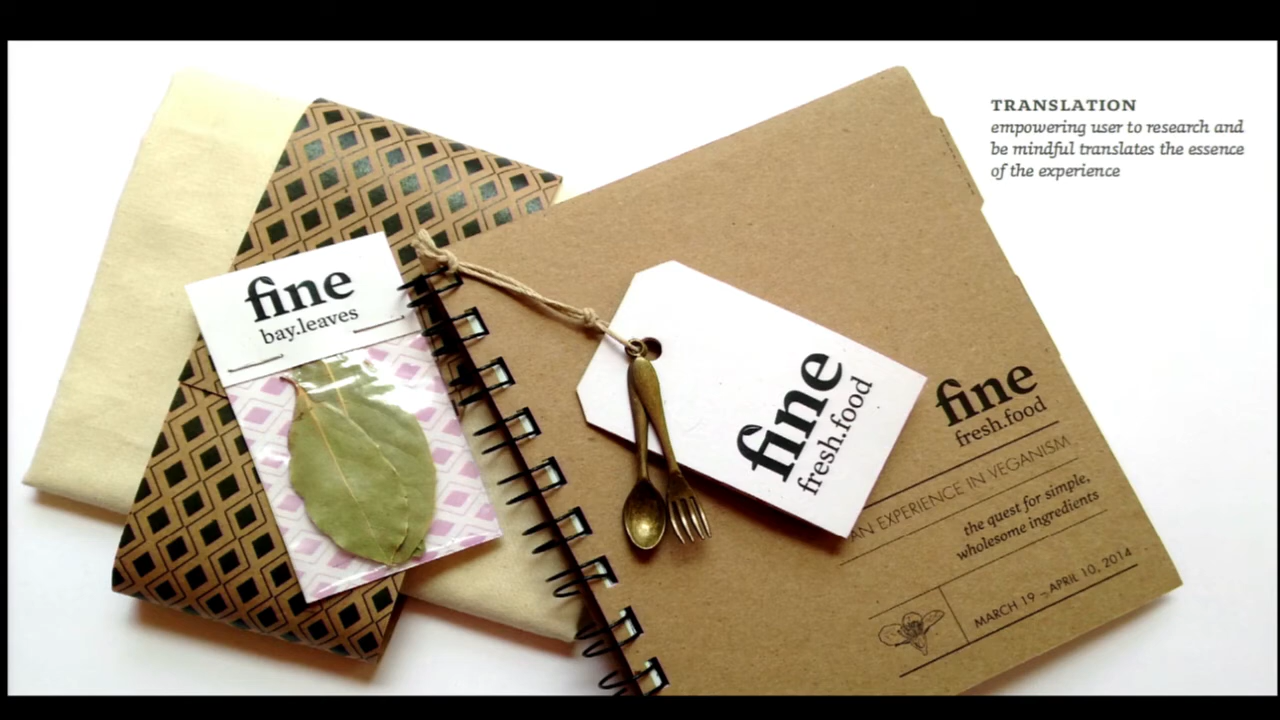 TRANSLATION
empowering user to research and
be mindful translates the essence
of the experience
fine
bay.leaves
fine
fresh.food
fine
fresh.food
AN EXPERIENCE IN VEGANISM
the quest for simple,
wholesome ingredients
MARCH 19 - APRIL 10, 2014